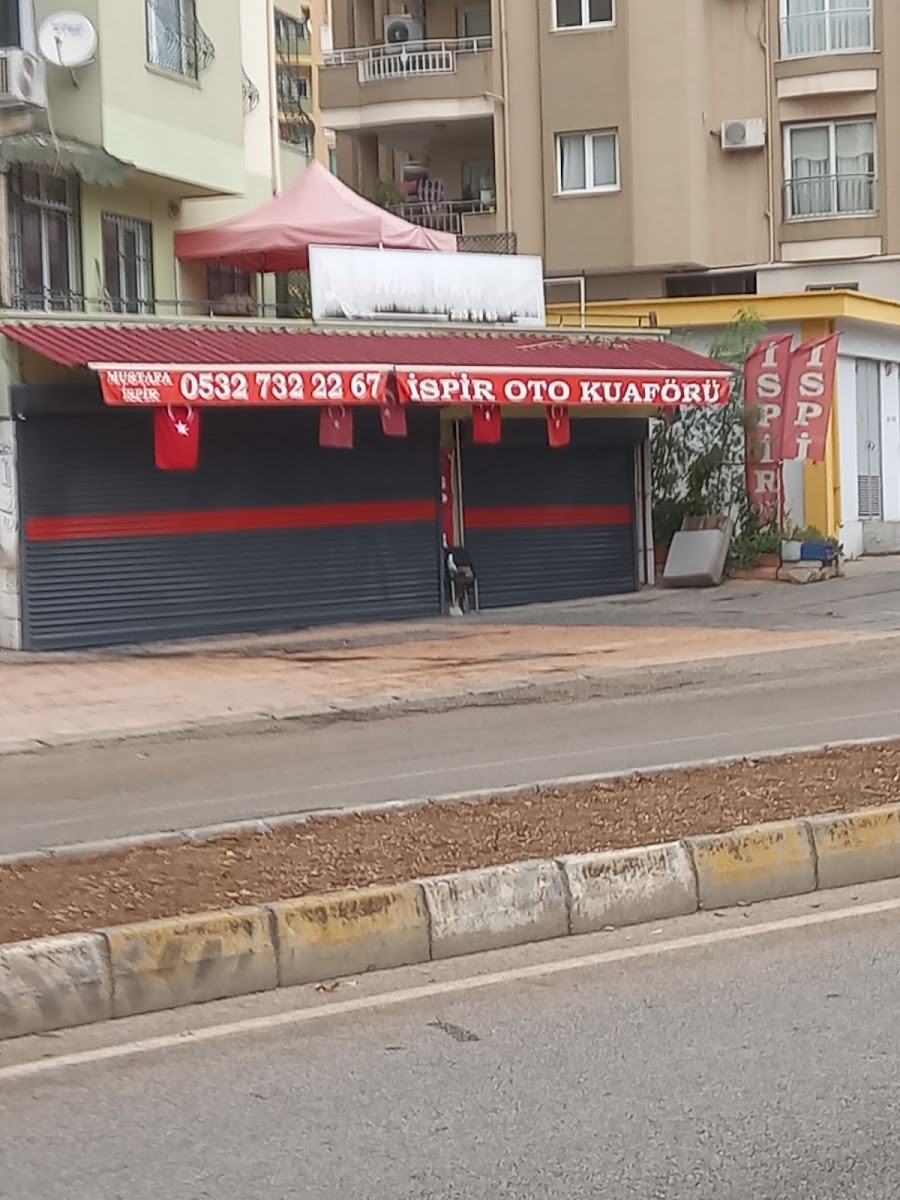 MUSTAFA
İSPİR
0532 732 22 67
İSPİR OTO KUAFÖRÜ
İSPİR
İSPİ